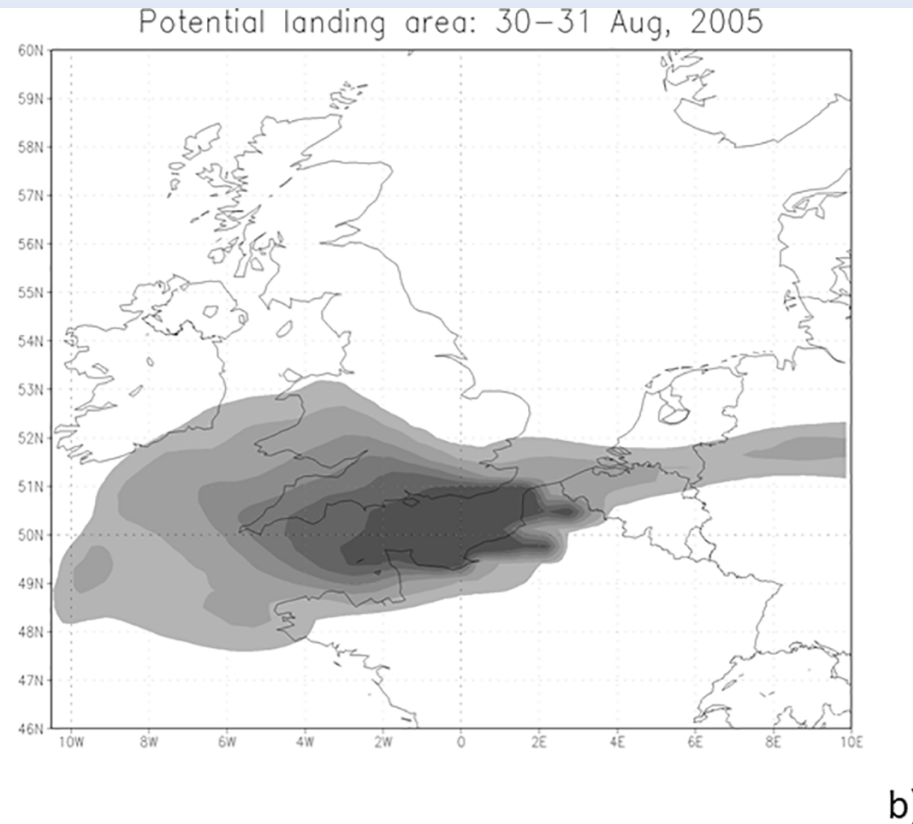 Potential landing area: 30−31 Aug, 2005
60N
59N
58N
57N
56N
55N
54N
53N
52N
51N
50N
49N
48N
47N
46N
10W 8W 6W 4W 2W 0 2E 4E 6E 8E 10E
b)